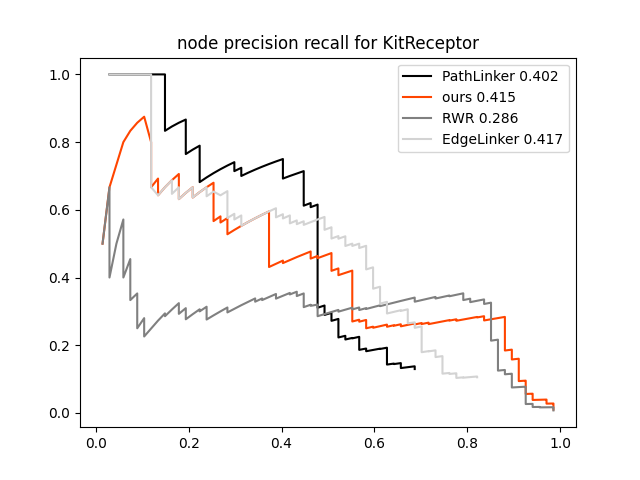 node precision recall for KitReceptor
PathLinker 0.402
ours 0.415
RWR 0.286
EdgeLinker 0.417
1.0
0.8
0.6
0.4
0.2
0.0
0.0 0.2 0.4 0.6 0.8 1.0